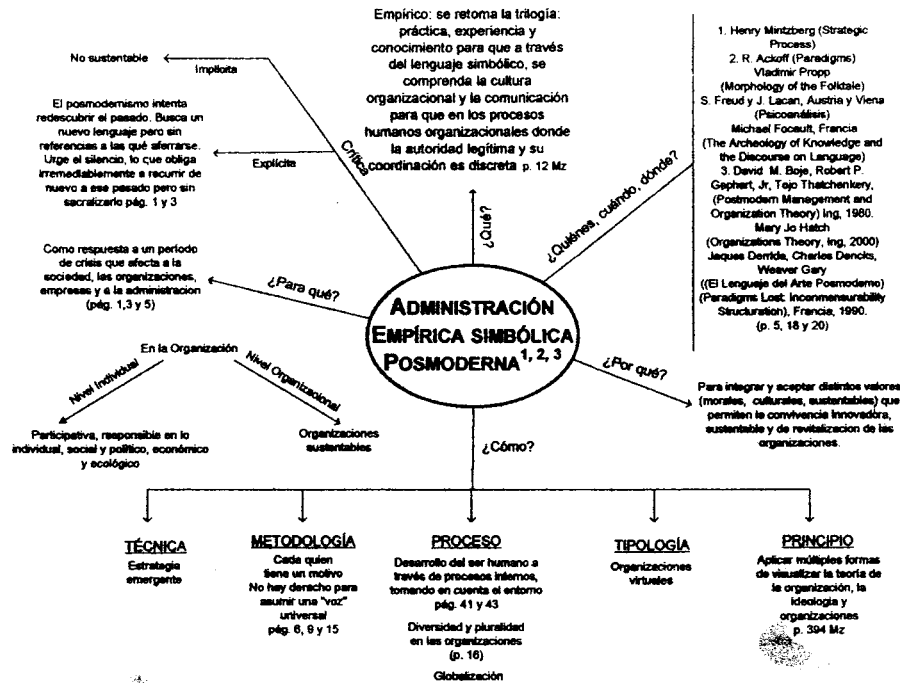 Empírico: se retoma la trilogía:
práctica, experiencia y
conocimiento para que a través
del lenguaje simbólico, se
comprenda la cultura
organizacional y la comunicación
para que en los procesos
humanos organizacionales donde
la autoridad legítima y su
coordinación es discreta p. 12 Mz
¿Qué?
No sustentable
Implícita
El posmodernismo intenta
redescubrir el pasado. Busca un
nuevo lenguaje pero sin
referencias a las qué aferrarse.
Urge el silencio, lo que obliga
irremediablemente a recurrir de
nuevo a ese pasado pero sin
sacralizarlo pág. 1 y 3
Explícita
Crítica
Como respuesta a un período
de crisis que afecta a la
sociedad, las organizaciones,
empresas y a la administracion
(pág. 1,3 y 5)
¿Para qué?
¿Quiénes, cuándo, dónde?
1. Henry Mintzberg (Strategic
Process)
2. R. Ackoff (Paradigms)
Vladimir Propp
(Morphology of the Folktale)
S. Freud y J. Lacan, Austria y Viena
(Psicoanálisis)
Michael Focault, Francia
(The Archeology of Knowledge and
the Discourse on Language)
3. David M. Boje, Robert P.
Gephart, Jr, Tojo Thatchenkery,
(Postmodern Management and
Organization Theory) Ing, 1980.
Mary Jo Hatch
(Organizations Theory, Ing, 2000)
Jaques Derrida, Charles Dencks,
Weaver Gary
((El Lenguaje del Arte Posmoderno)
(Paradigms Lost: Inconmensurability
Structuration), Francia, 1990.
(p. 5, 18 y 20)
ADMINISTRACIÓN
EMPÍRICA SIMBÓLICA
POSMODERNA1, 2, 3
¿Por qué?
Para integrar y aceptar distintos valores
(morales, culturales, sustentables) que
permiten la convivencia innovadora,
sustentable y de revitalizacion de las
organizaciones.
En la Organización
Nivel Individual
Nivel Organizacional
Participativa, responsible en lo
individual, social y político, económico
y ecológico
Organizaciones
sustentables
¿Cómo?
TÉCNICA
Estrategia
emergente
METODOLOGÍA
Cada quien
tiene un motivo
No hay derecho para
asumir una "voz"
universal
pág. 6, 9 y 15
PROCESO
Desarrollo del ser humano a
través de procesos internos,
tomando en cuenta el entorno
pág. 41 y 43
Diversidad y pluralidad
en las organizaciones
(p. 16)
Globalización
TIPOLOGÍA
Organizaciones
virtuales
PRINCIPIO
Aplicar múltiples formas
de visualizar la teoría de
la organización, la
ideología y
organizaciones
p. 394 Mz